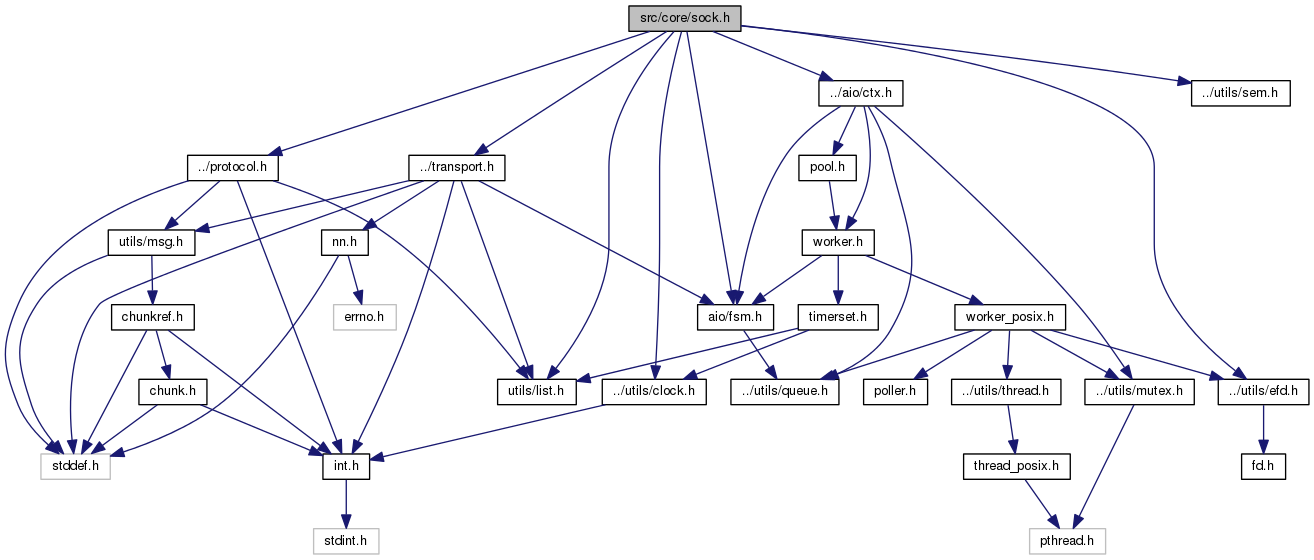 src/core/sock.h
../aio/ctx.h
../utils/sem.h
../protocol.h
../transport.h
pool.h
utils/msg.h
nn.h
worker.h
chunkref.h
errno.h
aio/fsm.h
timerset.h
worker_posix.h
chunk.h
utils/list.h
../utils/clock.h
../utils/queue.h
poller.h
../utils/thread.h
../utils/mutex.h
../utils/efd.h
stddef.h
int.h
thread_posix.h
fd.h
stdint.h
pthread.h